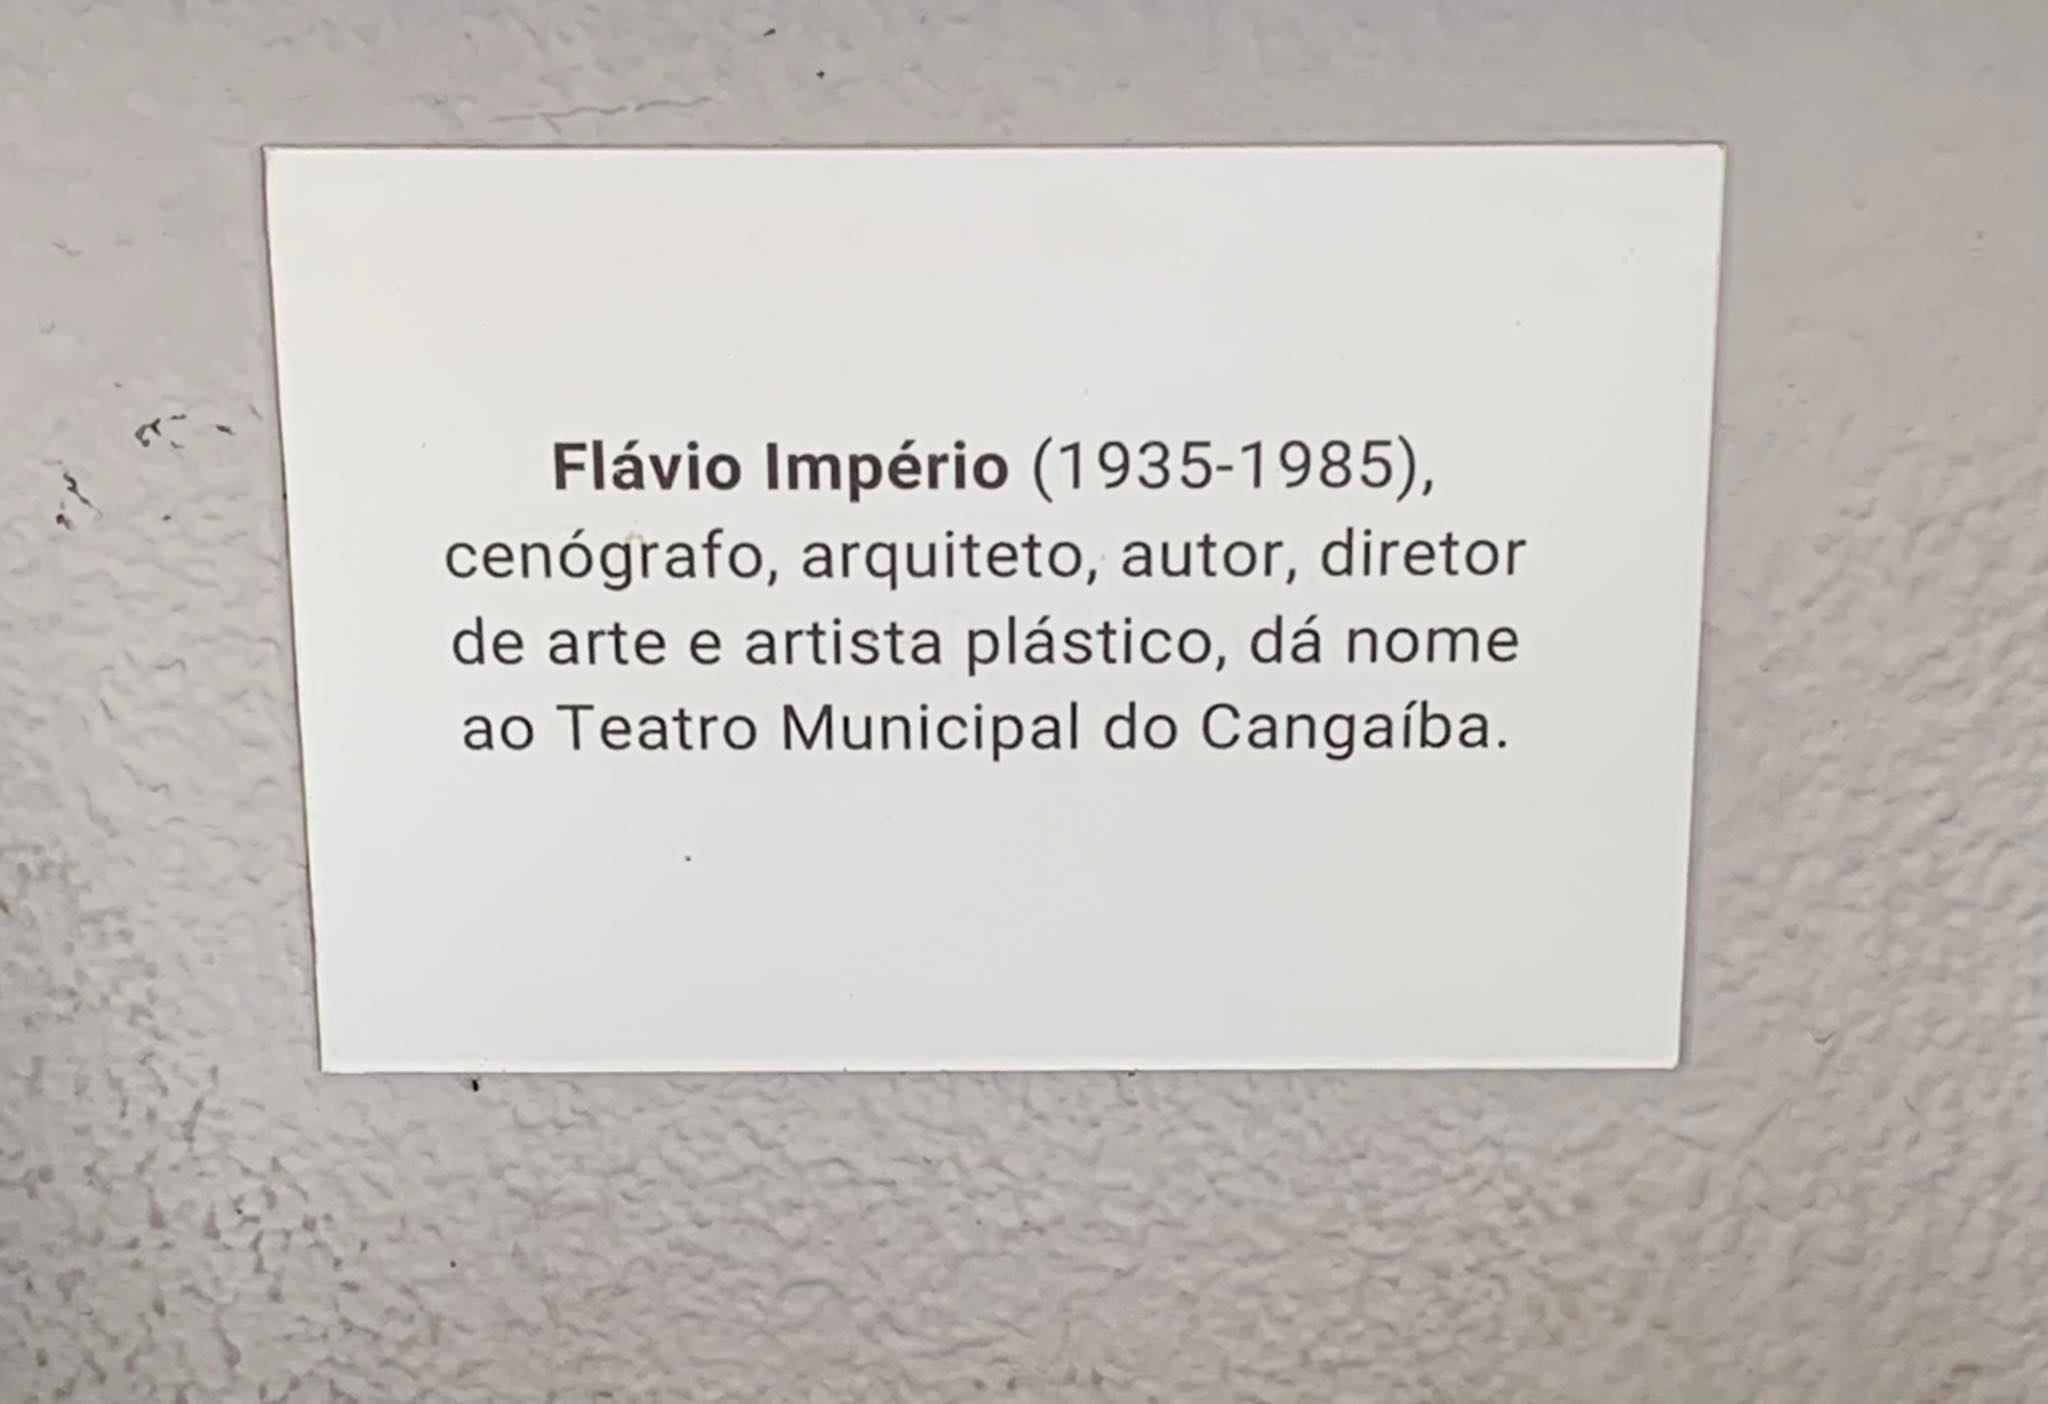 Flávio Império (1935-1985),
cenógrafo, arquiteto, autor, diretor
de arte e artista plástico, dá nome
ao Teatro Municipal do Cangaíba.